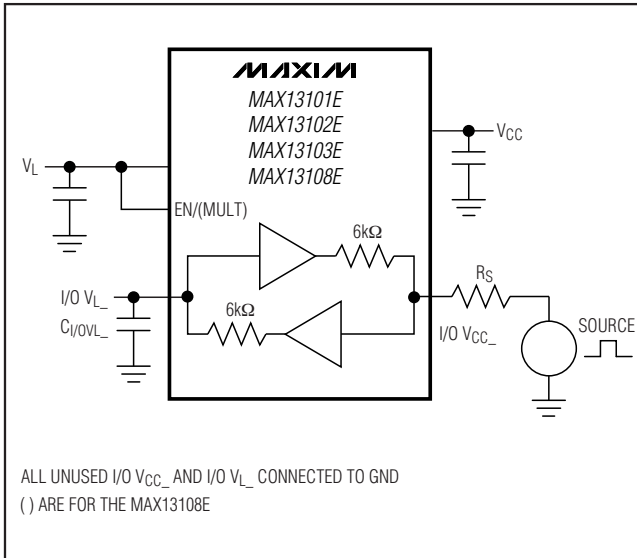 MAXIM
MAX13101E
MAX13102E
MAX13103E
MAX13108E
VL
VCC
EN/(MULT)
6kΩ
RS
I/O VL_
6kΩ
CI/OVL_
I/O VCC_
SOURCE
ALL UNUSED I/O VCC_ AND I/O VL_ CONNECTED TO GND
( ) ARE FOR THE MAX13108E